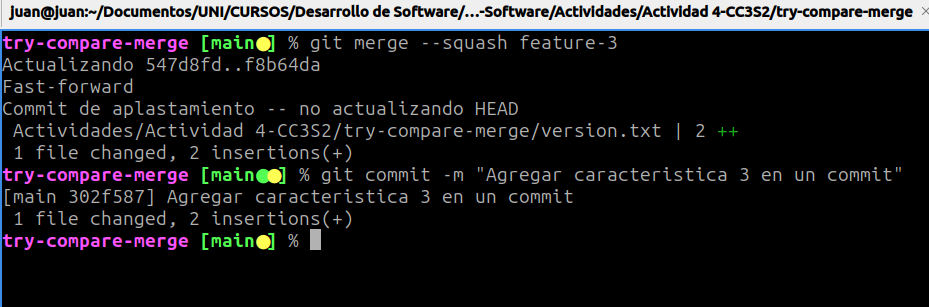 juan@juan:~/Documentos/UNI/CURSOS/Desarrollo de Software/...-Software/Actividades/Actividad 4-CC3S2/try-compare-merge ×
try-compare-merge [main] % git merge --squash feature-3
Actualizando 547d8fd..f8b64da
Fast-forward
Commit de aplastamiento -- no actualizando HEAD
 Actividades/Actividad 4-CC3S2/try-compare-merge/version.txt | 2 ++
 1 file changed, 2 insertions(+)
try-compare-merge [main] % git commit -m "Agregar caracteristica 3 en un commit"
[main 302f587] Agregar caracteristica 3 en un commit
 1 file changed, 2 insertions(+)
try-compare-merge [main] %